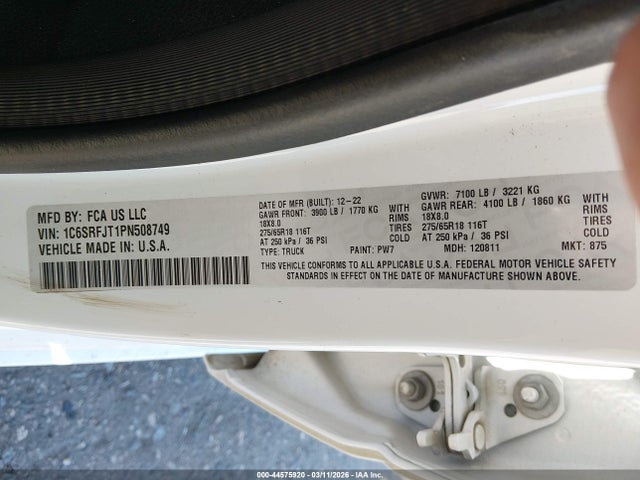 MFD BY: FCA US LLC
VIN: 1C6SRFJT1PN508749
VEHICLE MADE IN U.S.A.
DATE OF MFR (BUILT): 12-22
GAWR FRONT: 3900 LB / 1770 KG WITH
18X8.0 RIMS
275/65R18 116T TIRES
AT 250 kPa / 36 PSI COLD
TYPE: TRUCK PAINT: PW7
GVWR: 7100 LB / 3221 KG
GAWR REAR: 4100 LB / 1860 KG WITH
18X8.0 RIMS
275/65R18 116T TIRES
AT 250 kPa / 36 PSI COLD
MDH: 120811 MKT: 875
THIS VEHICLE CONFORMS TO ALL APPLICABLE U.S.A. FEDERAL MOTOR VEHICLE SAFETY
STANDARDS IN EFFECT ON THE DATE OF MANUFACTURE SHOWN ABOVE.
000-44575920 - 03/11/2026 - IAAI, Inc.